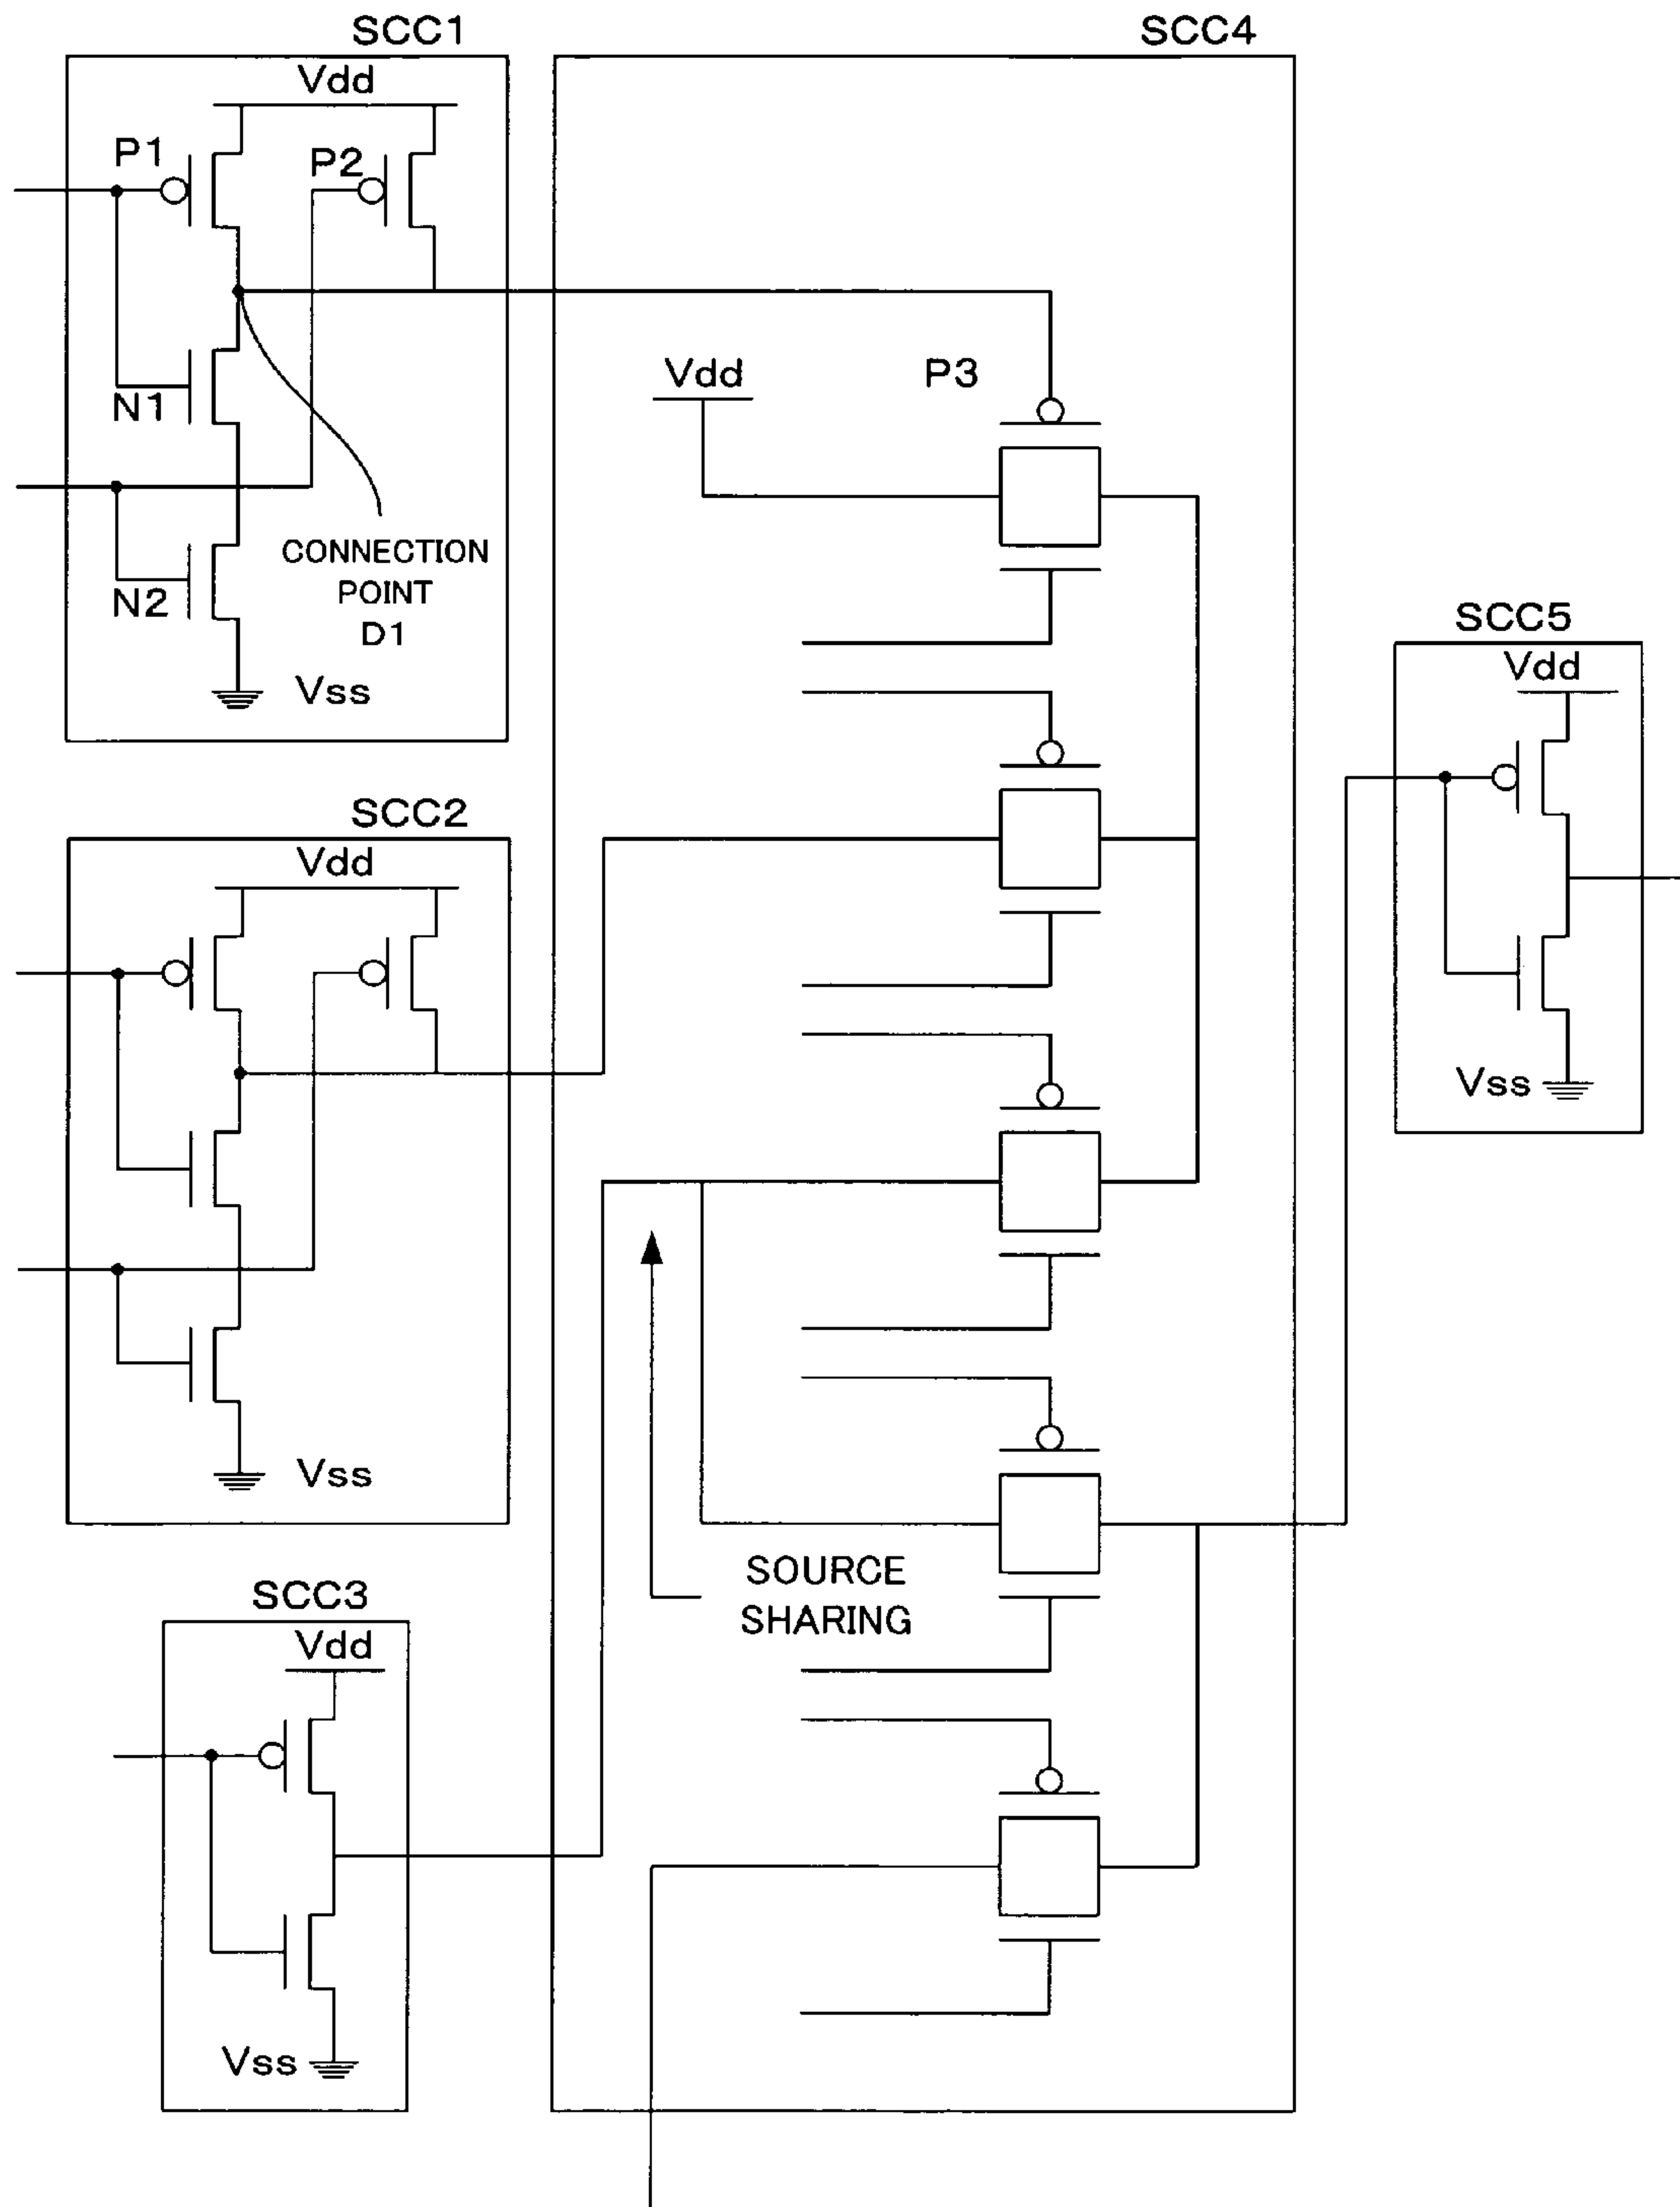 SCC1
SCC4
Vdd
P1
P2
Vdd
P3
N1
CONNECTION
POINT
D1
N2
Vss
SCC5
Vdd
SCC2
Vdd
Vss
Vss
SOURCE
SHARING
SCC3
Vdd
Vss